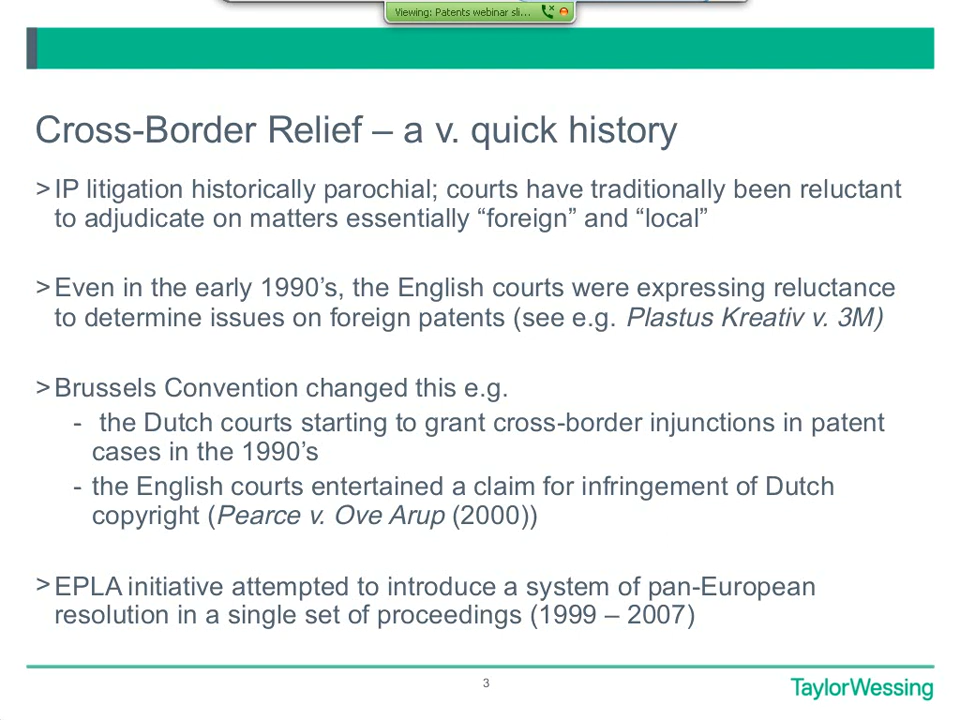 Viewing: Patents webinar sli...
Cross-Border Relief – a v. quick history
> IP litigation historically parochial; courts have traditionally been reluctant
to adjudicate on matters essentially “foreign” and “local”
> Even in the early 1990’s, the English courts were expressing reluctance
to determine issues on foreign patents (see e.g. Plastus Kreativ v. 3M)
> Brussels Convention changed this e.g.
- the Dutch courts starting to grant cross-border injunctions in patent
cases in the 1990’s
- the English courts entertained a claim for infringement of Dutch
copyright (Pearce v. Ove Arup (2000))
> EPLA initiative attempted to introduce a system of pan-European
resolution in a single set of proceedings (1999 – 2007)
3
TaylorWessing